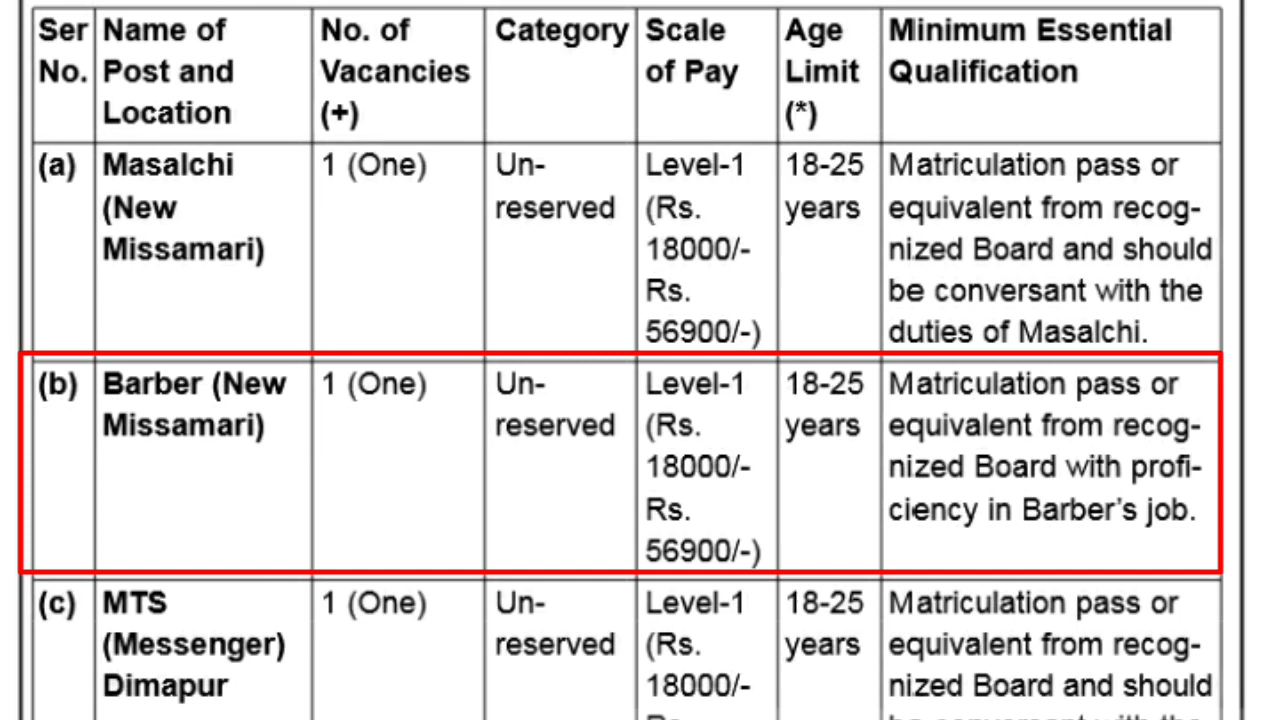 Ser No. | Name of Post and Location | No. of Vacancies (+) | Category | Scale of Pay | Age Limit (*) | Minimum Essential Qualification
(a) | Masalchi (New Missamari) | 1 (One) | Un-reserved | Level-1 (Rs. 18000/- Rs. 56900/-) | 18-25 years | Matriculation pass or equivalent from recog-nized Board and should be conversant with the duties of Masalchi.
(b) | Barber (New Missamari) | 1 (One) | Un-reserved | Level-1 (Rs. 18000/- Rs. 56900/-) | 18-25 years | Matriculation pass or equivalent from recog-nized Board with profi-ciency in Barber's job.
(c) | MTS (Messenger) Dimapur | 1 (One) | Un-reserved | Level-1 (Rs. 18000/- | 18-25 years | Matriculation pass or equivalent from recog-nized Board and should